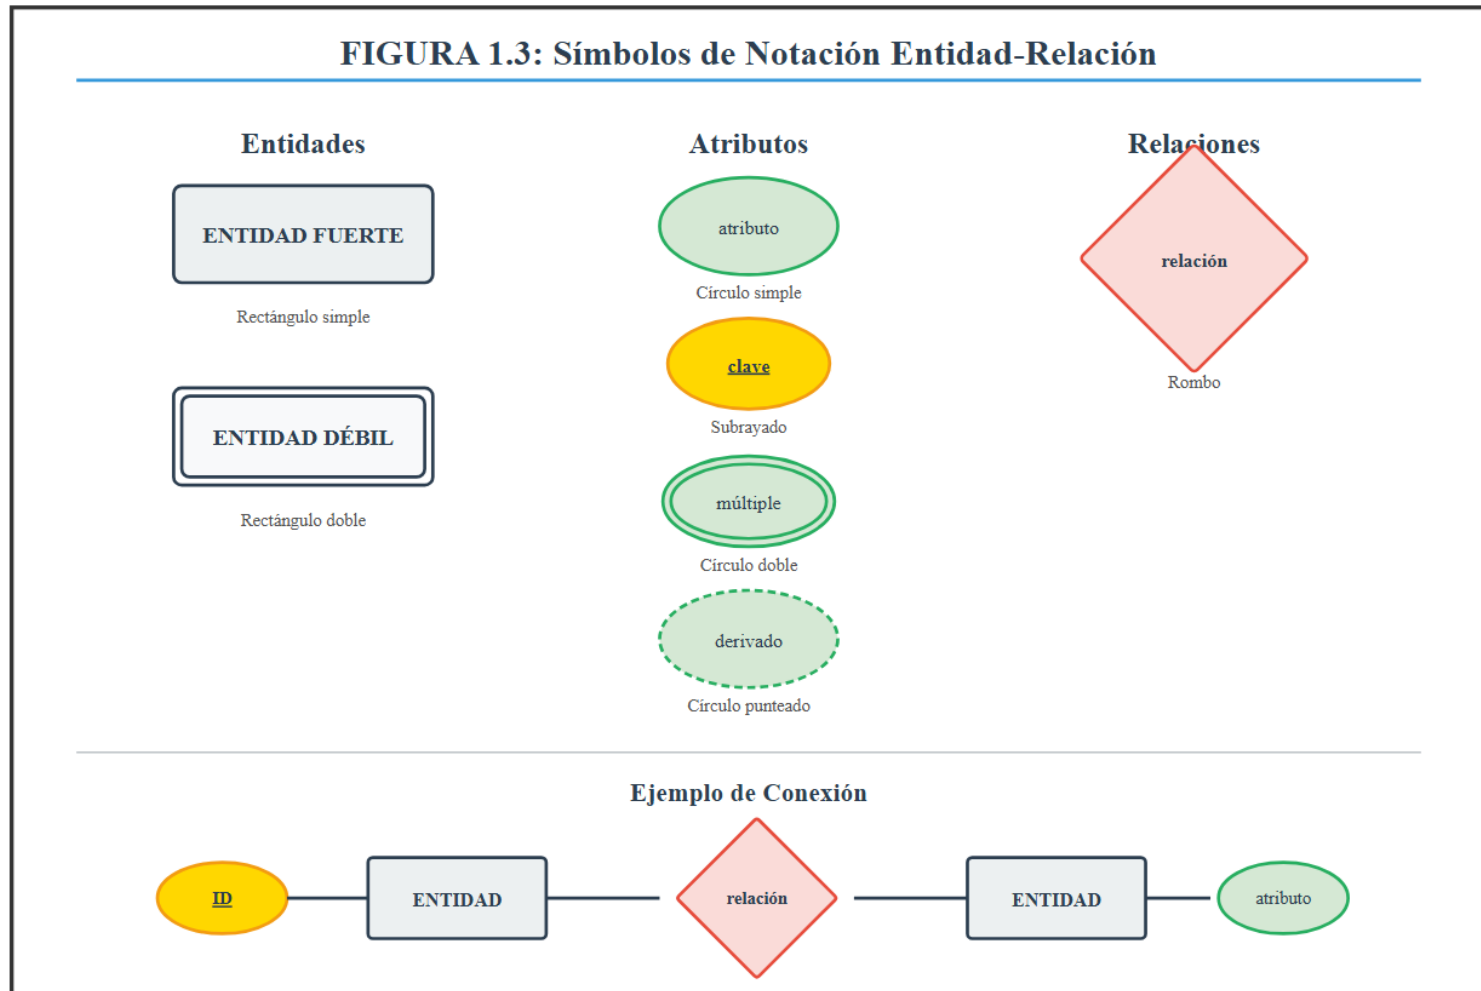 FIGURA 1.3: Símbolos de Notación Entidad-Relación
Entidades
ENTIDAD FUERTE
Rectángulo simple
ENTIDAD DÉBIL
Rectángulo doble
Atributos
atributo
Círculo simple
clave
Subrayado
múltiple
Círculo doble
derivado
Círculo punteado
Relaciones
relación
Rombo
Ejemplo de Conexión
ID
ENTIDAD
relación
ENTIDAD
atributo